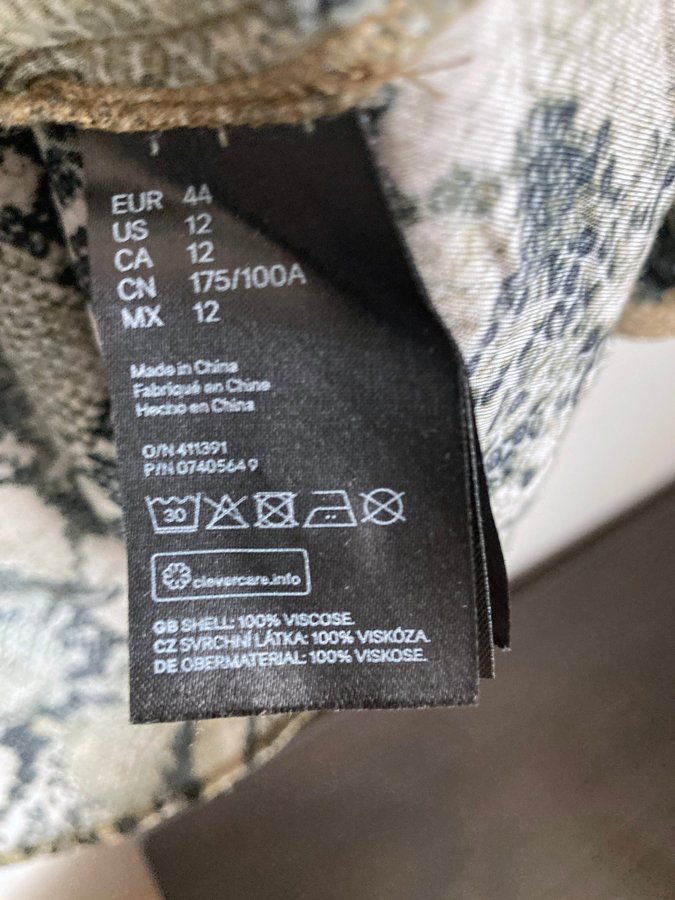 EUR 44
US 12
CA 12
CN 175/100A
MX 12
Made in China
Fabriqué en Chine
Hecho en China
O/N 411391
P/N 07405649
30
clevercare.info
GB SHELL: 100% VISCOSE.
CZ SVRCHNÍ LÁTKA: 100% VISKÓZA.
DE OBERMATERIAL: 100% VISKOSE.